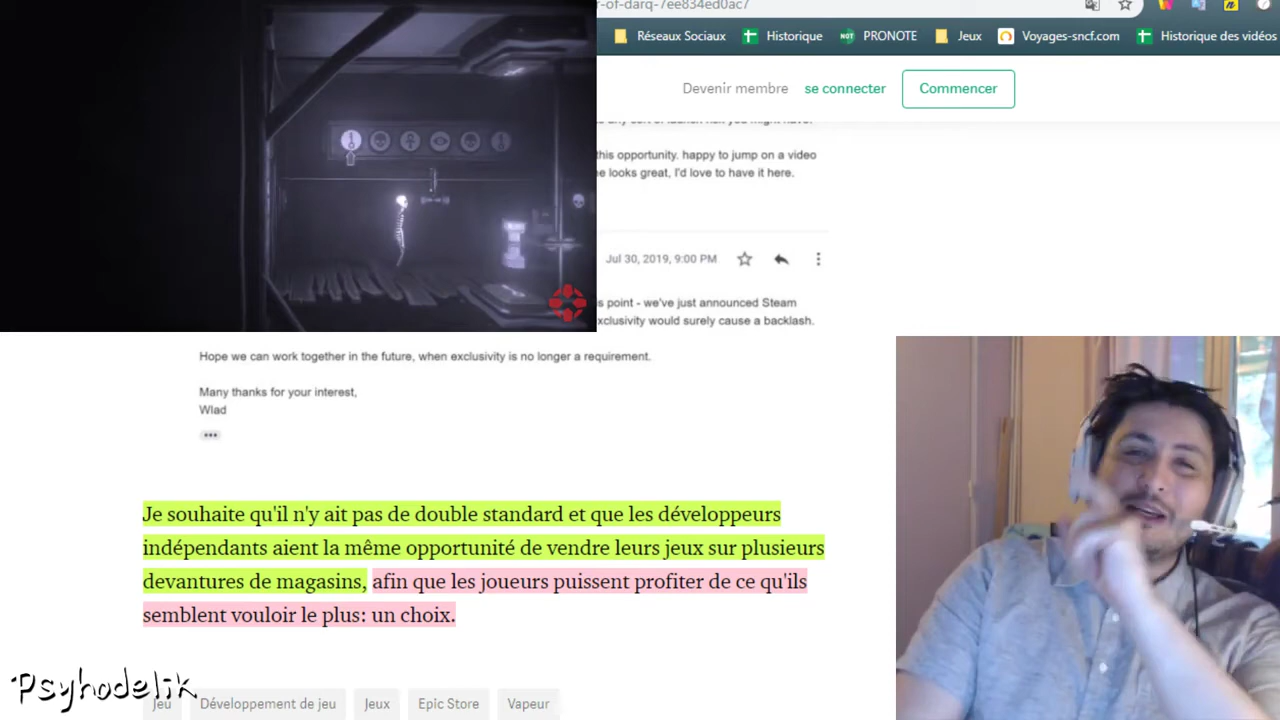 -of-darq-7ee834ed0ac7
Réseaux Sociaux
Historique
NOT
PRONOTE
Jeux
Voyages-sncf.com
Historique des vidéos
Devenir membre
se connecter
Commencer
this opportunity. happy to jump on a video
looks great, I'd love to have it here.
Jul 30, 2019, 9:00 PM
point - we've just announced Steam
would surely cause a backlash.
Hope we can work together in the future, when exclusivity is no longer a requirement.
Many thanks for your interest,
Wlad
Je souhaite qu'il n'y ait pas de double standard et que les développeurs
indépendants aient la même opportunité de vendre leurs jeux sur plusieurs
devantures de magasins, afin que les joueurs puissent profiter de ce qu'ils
semblent vouloir le plus: un choix.
Psyhodelik
Jeu
Développement de jeu
Jeux
Epic Store
Vapeur